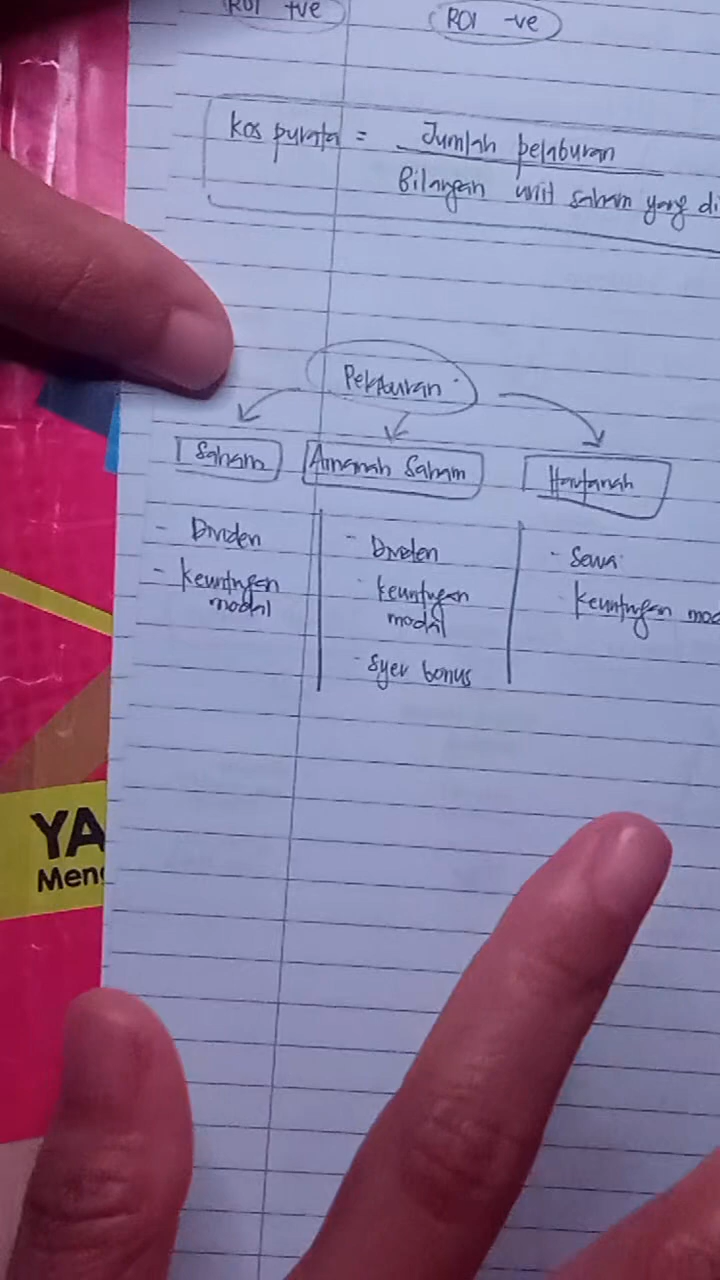 ROI +ve
ROI -ve
Kos purata = Jumlah pelaburan
Bilangan unit saham yang di
Pelaburan
Saham
Amanah Saham
Hartanah
- Dividen
- Keuntungan
modal
- Dividen
- Keuntungan
modal
- Syer bonus
- Sewa
- Keuntungan mod
YA
Meng